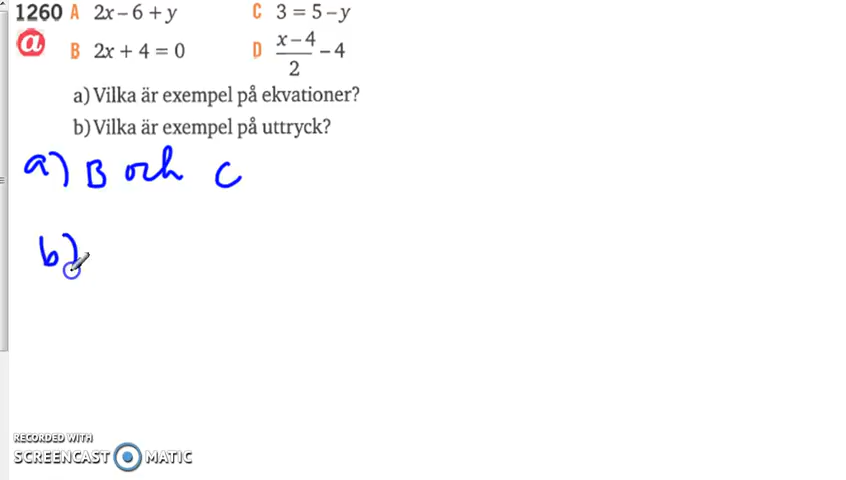 1260 A 2x – 6 + y C 3 = 5 – y
a B 2x + 4 = 0 D \frac{x – 4}{2} – 4
a) Vilka är exempel på ekvationer?
b) Vilka är exempel på uttryck?
a) B och C
b)
RECORDED WITH
SCREENCAST MATIC